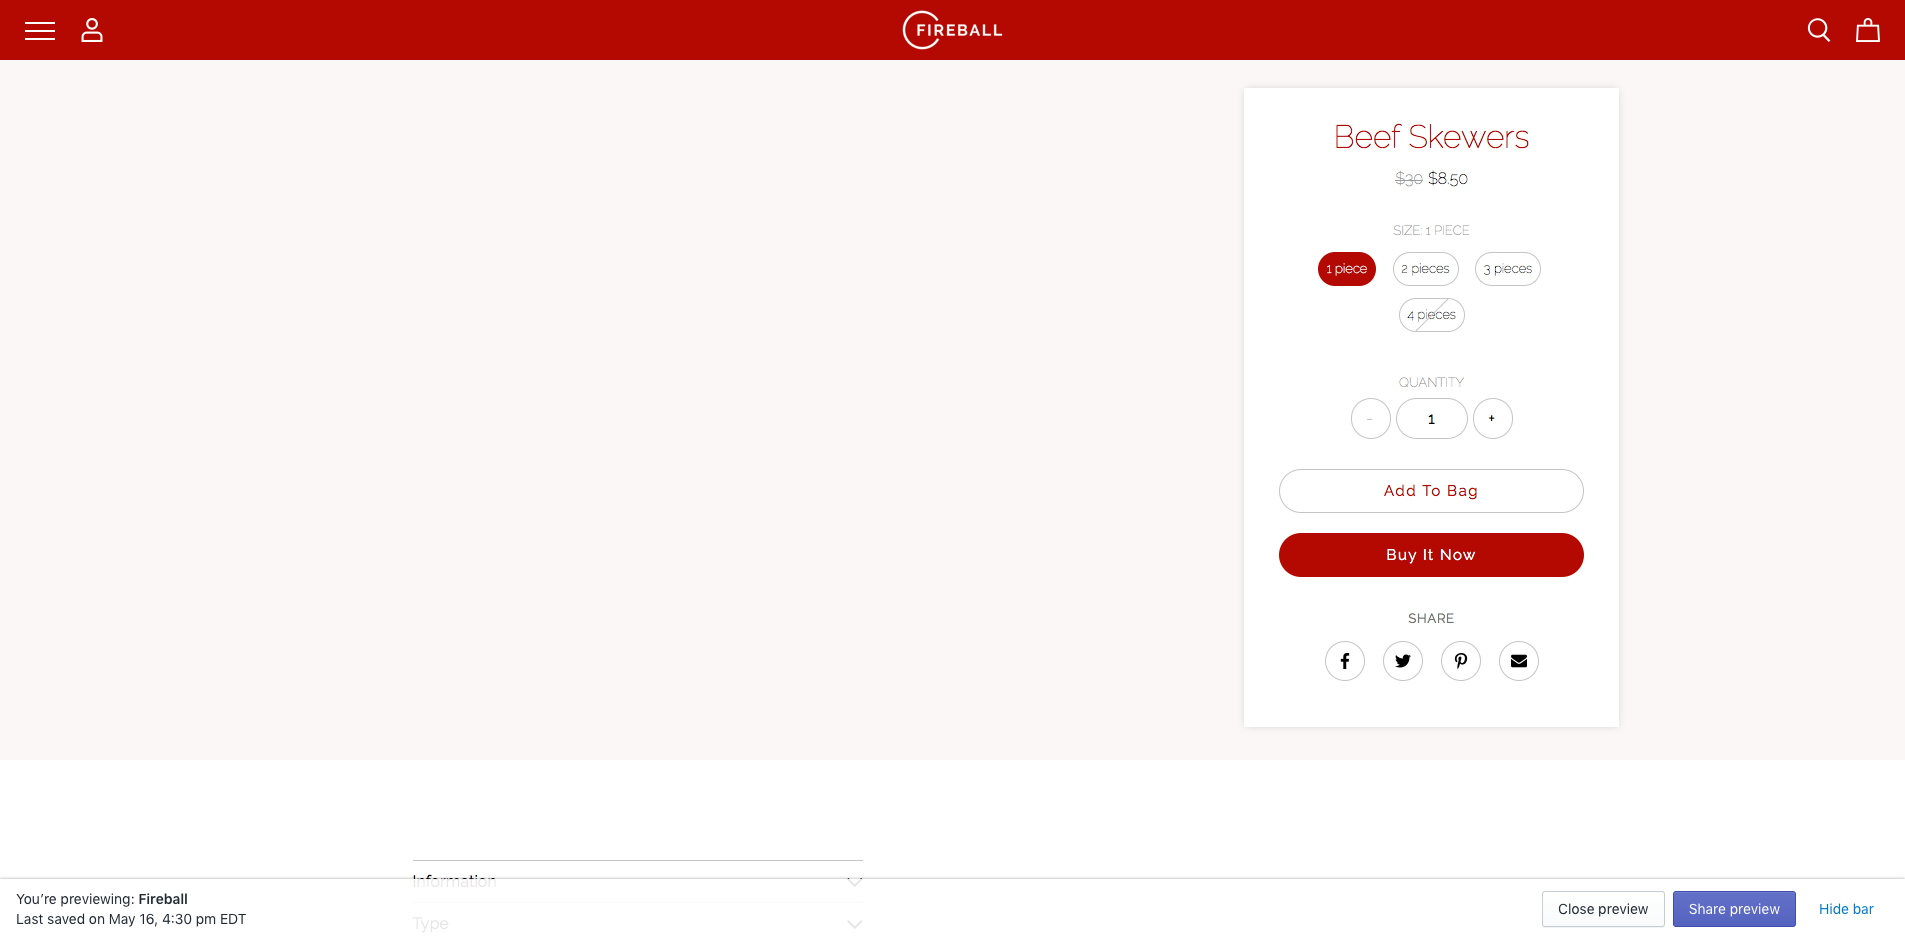 FIREBALL
Beef Skewers
$30 $8.50
SIZE: 1 PIECE
1 piece 2 pieces 3 pieces
4 pieces
QUANTITY
- 1 +
Add To Bag
Buy It Now
SHARE
Information
Type
You're previewing: Fireball
Last saved on May 16, 4:30 pm EDT
Close preview Share preview Hide bar